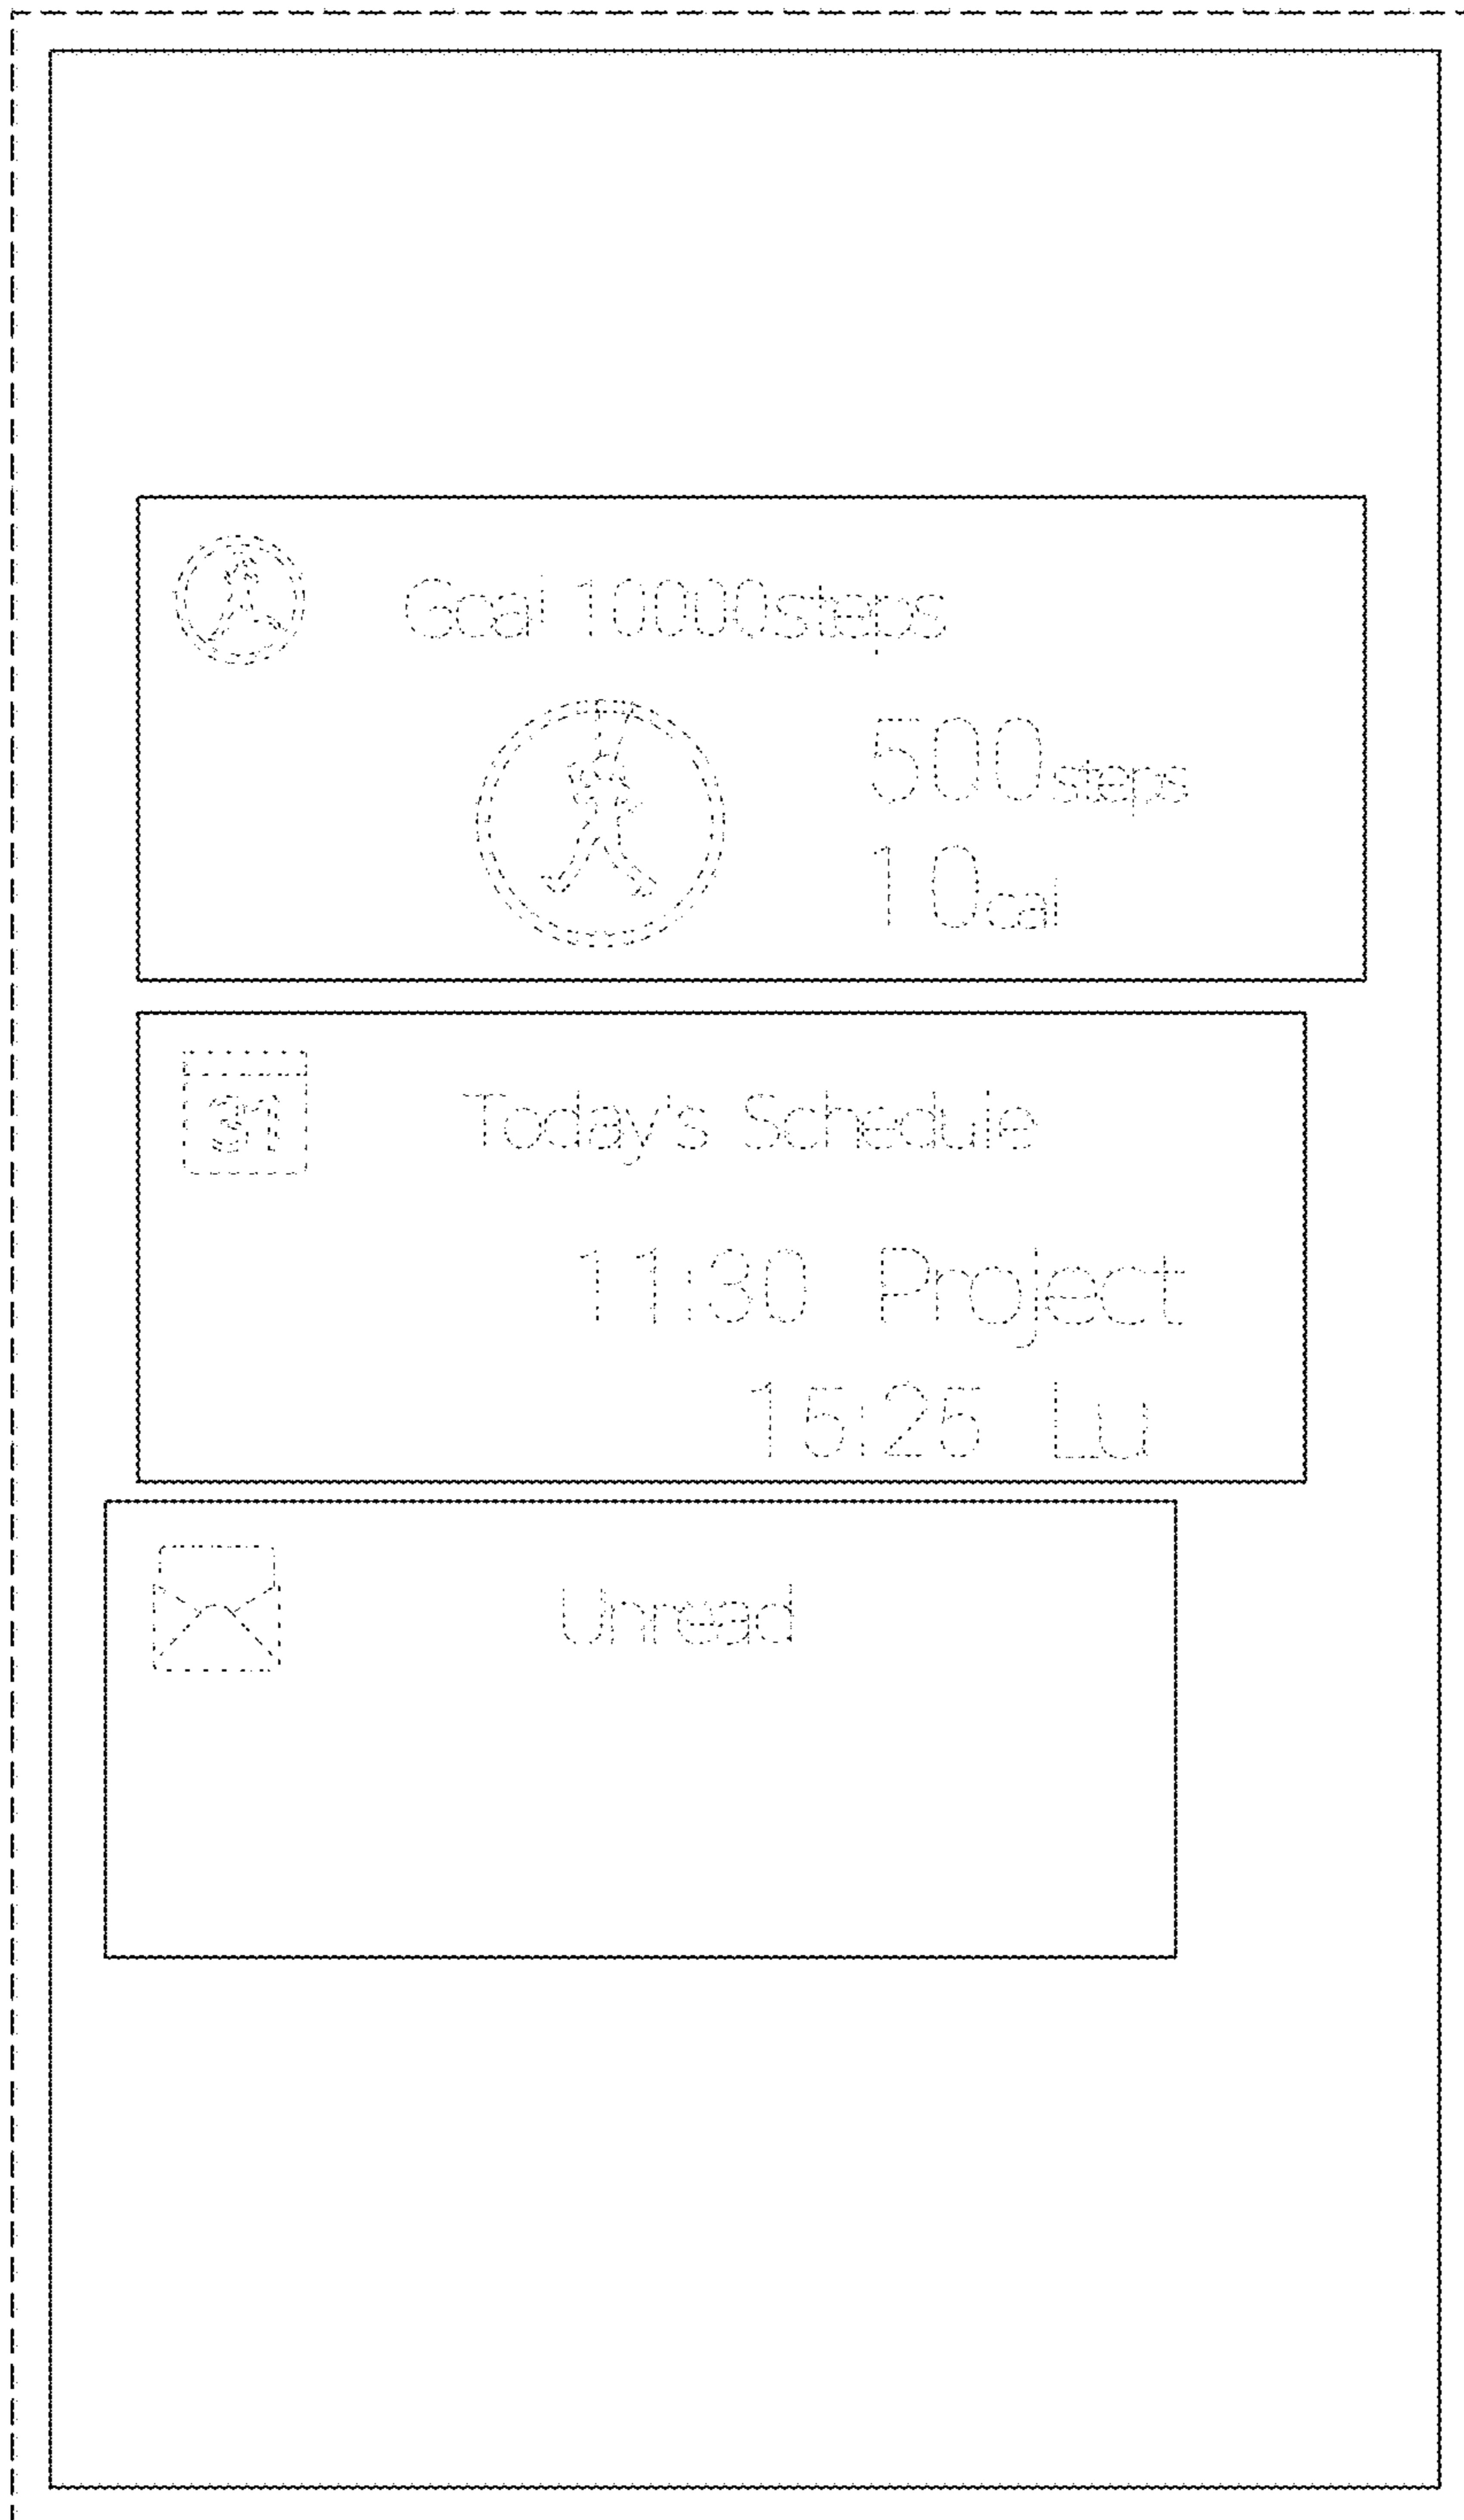 Goal 10000steps
500steps
10cal
31
Today's Schedule
11:30 Project
15:25 Lu
Unread